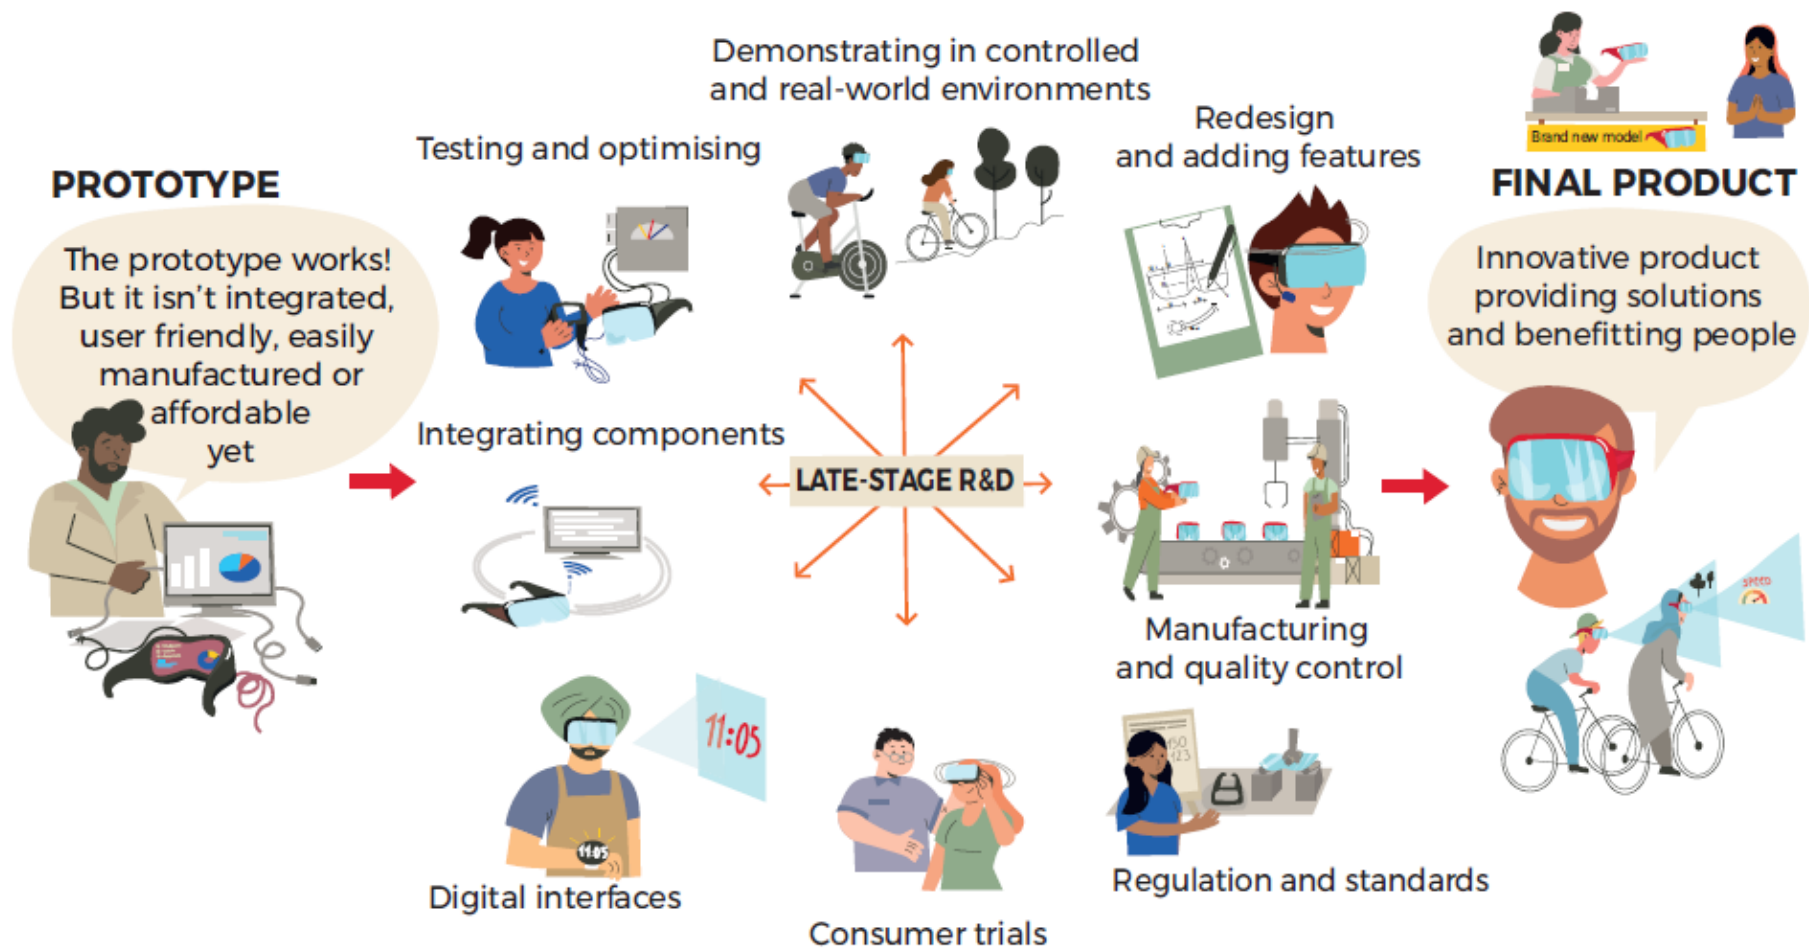 PROTOTYPE
The prototype works!
But it isn't integrated,
user friendly, easily
manufactured or
affordable
yet
Testing and optimising
Integrating components
Digital interfaces
11:05
11:05
Demonstrating in controlled
and real-world environments
LATE-STAGE R&D
Consumer trials
Redesign
and adding features
Manufacturing
and quality control
Regulation and standards
Brand new model
FINAL PRODUCT
Innovative product
providing solutions
and benefitting people
SPEED